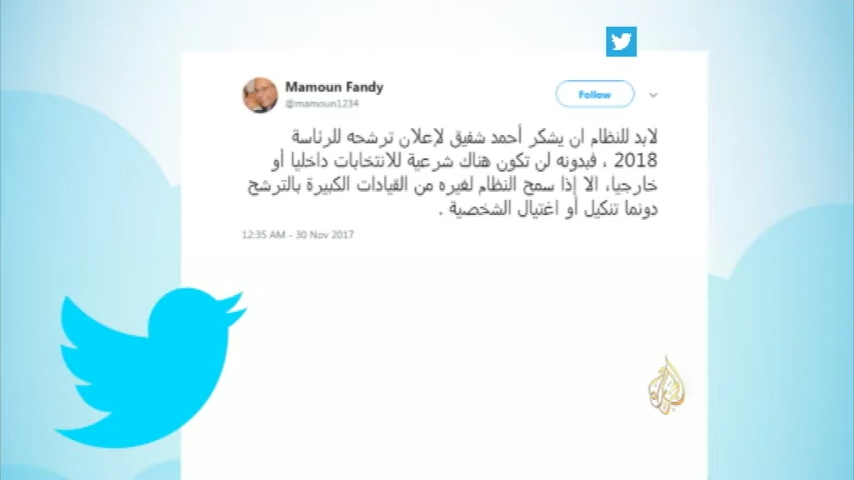 Mamoun Fandy
@mamoun1234
Follow
لابد للنظام ان يشكر أحمد شفيق لإعلان ترشحه للرئاسة
2018 ، فبدونه لن تكون هناك شرعية للانتخابات داخليا أو
خارجيا، الا إذا سمح النظام لغيره من القيادات الكبيرة بالترشح
دونما تنكيل أو اغتيال الشخصية .
12:35 AM - 30 Nov 2017
الجزيرة